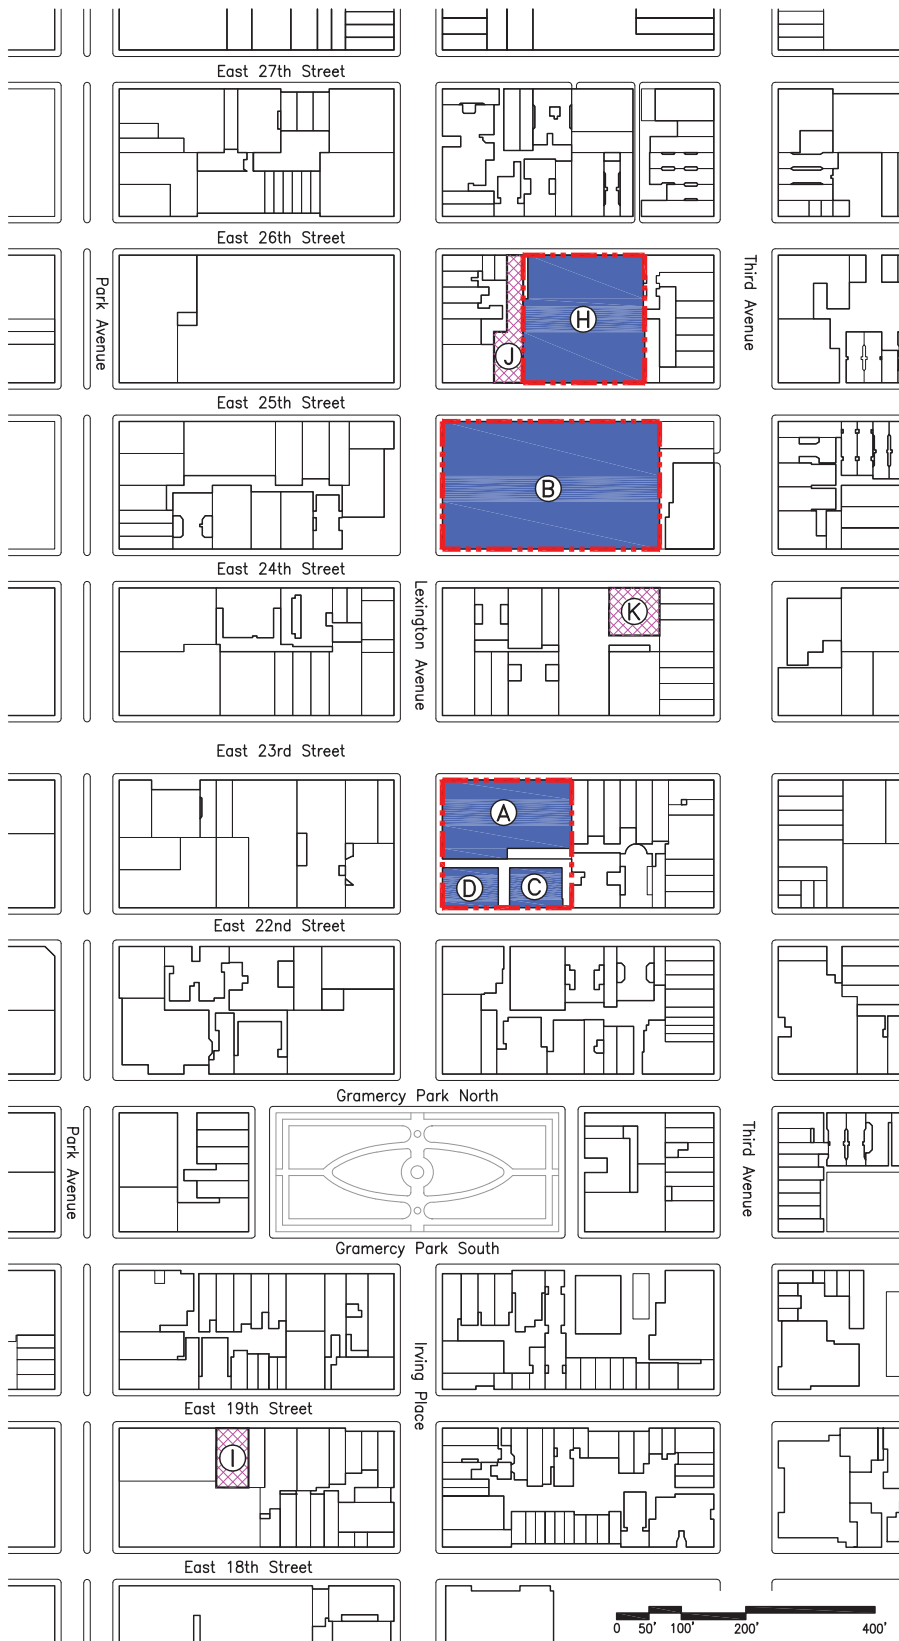 East 27th Street
East 26th Street
Park Avenue
Third Avenue
H
J
East 25th Street
B
East 24th Street
Lexington Avenue
K
East 23rd Street
A
D
C
East 22nd Street
Gramercy Park North
Park Avenue
Third Avenue
Gramercy Park South
Irving Place
East 19th Street
I
East 18th Street
0 50' 100' 200' 400'